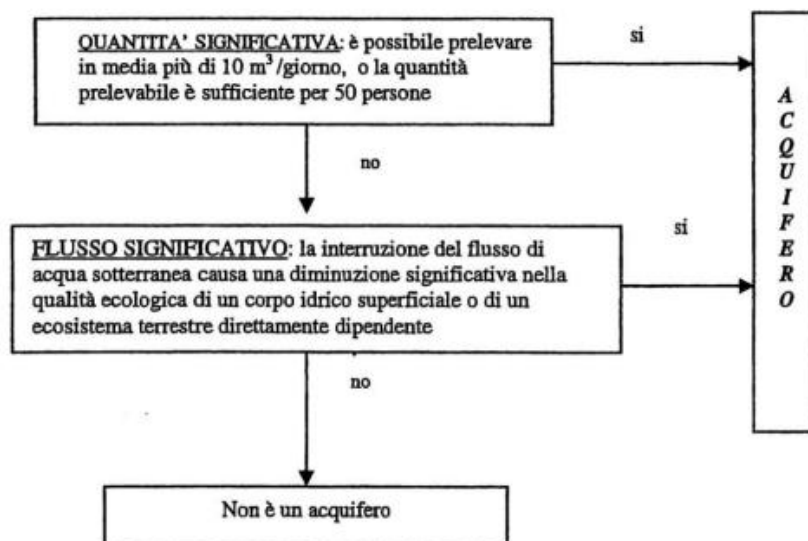 QUANTITA' SIGNIFICATIVA: è possibile prelevare
in media più di 10 m³/giorno, o la quantità
prelevabile è sufficiente per 50 persone
si
no
FLUSSO SIGNIFICATIVO: la interruzione del flusso di
acqua sotterranea causa una diminuzione significativa nella
qualità ecologica di un corpo idrico superficiale o di un
ecosistema terrestre direttamente dipendente
si
no
Non è un acquifero
A
C
Q
U
I
F
E
R
O